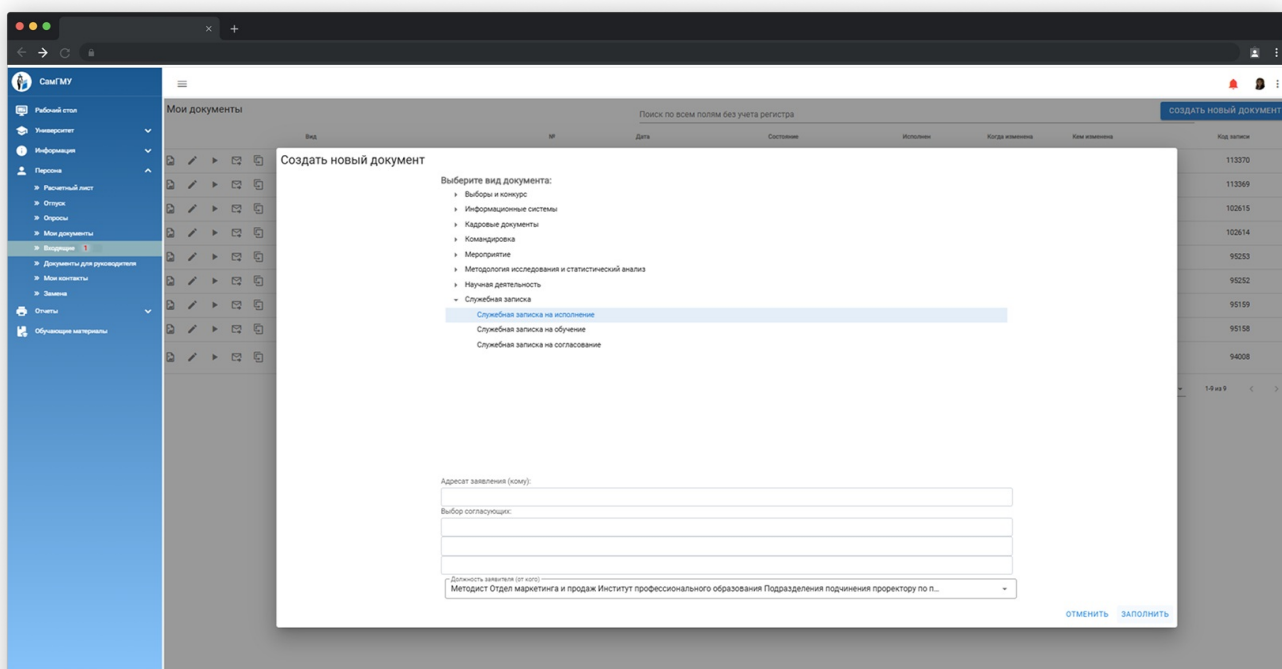 СамГМУ
Рабочий стол
Университет
Информация
Персона
Расчетный лист
Отпуск
Опросы
Мои документы
Входящие 1
Документы для руководителя
Мои контакты
Замена
Отчеты
Обучающие материалы
Мои документы
Поиск по всем полям без учета регистра
СОЗДАТЬ НОВЫЙ ДОКУМЕНТ
Вид № Дата Состояние Исполнен Когда изменена Кем изменена Код записи
113370
113369
102615
102614
95253
95252
95159
95158
94008
1-9 из 9
Создать новый документ
Выберите вид документа:
Выборы и конкурс
Информационные системы
Кадровые документы
Командировка
Мероприятие
Методология исследования и статистический анализ
Научная деятельность
Служебная записка
Служебная записка на исполнение
Служебная записка на обучение
Служебная записка на согласование
Адресат заявления (кому):
Выбор согласующих:
Должность заявителя (от кого)
Методист Отдел маркетинга и продаж Институт профессионального образования Подразделения подчинения проректору по п...
ОТМЕНИТЬ ЗАПОЛНИТЬ